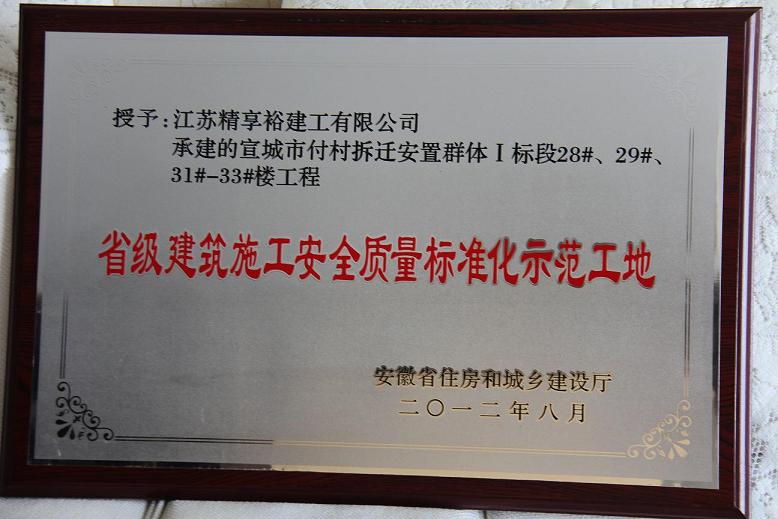 授予：江苏精享裕建工有限公司
承建的宣城市付村拆迁安置群体Ⅰ标段28#、29#、
31#-33#楼工程
省级建筑施工安全质量标准化示范工地
安徽省住房和城乡建设厅
二〇一二年八月